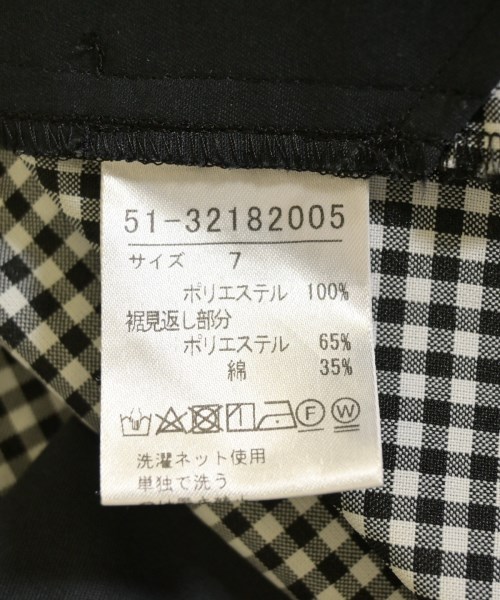 51-32182005
サイズ 7
ポリエステル 100%
裾見返し部分
ポリエステル 65%
綿 35%
F W
洗濯ネット使用
単独で洗う